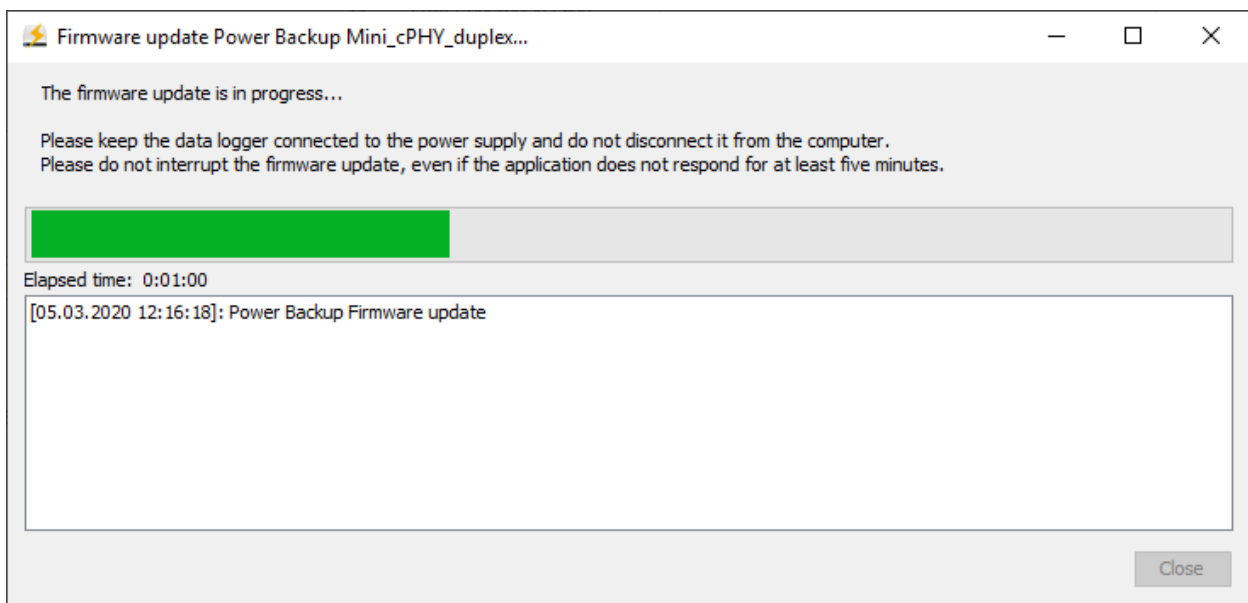 Firmware update Power Backup Mini_cPHY_duplex...
The firmware update is in progress...
Please keep the data logger connected to the power supply and do not disconnect it from the computer.
Please do not interrupt the firmware update, even if the application does not respond for at least five minutes.
Elapsed time: 0:01:00
[05.03.2020 12:16:18]: Power Backup Firmware update
Close